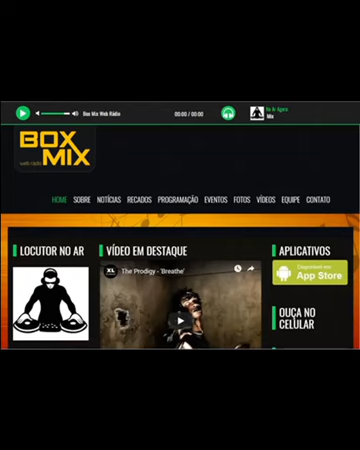 Box Mix Web Rádio
00:00 / 00:00
No Ar Agora
Mix
BOX
web rádio
MIX
HOME SOBRE NOTÍCIAS RECADOS PROGRAMAÇÃO EVENTOS FOTOS VÍDEOS EQUIPE CONTATO
LOCUTOR NO AR
VÍDEO EM DESTAQUE
XL The Prodigy - 'Breathe'
APLICATIVOS
Disponível em
App Store
OUÇA NO
CELULAR